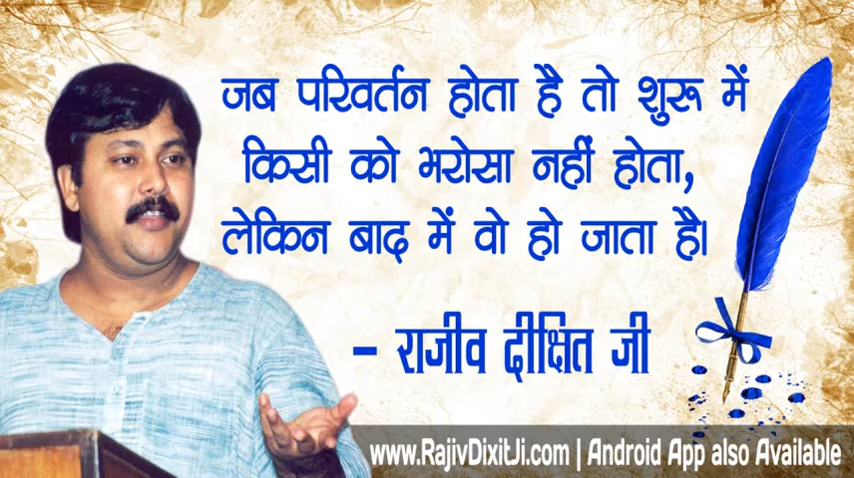 जब परिवर्तन होता है तो शुरू में
किसी को भरोसा नहीं होता,
लेकिन बाद में वो हो जाता है।
- राजीव दीक्षित जी
www.RajivDixitJi.com | Android App also Available